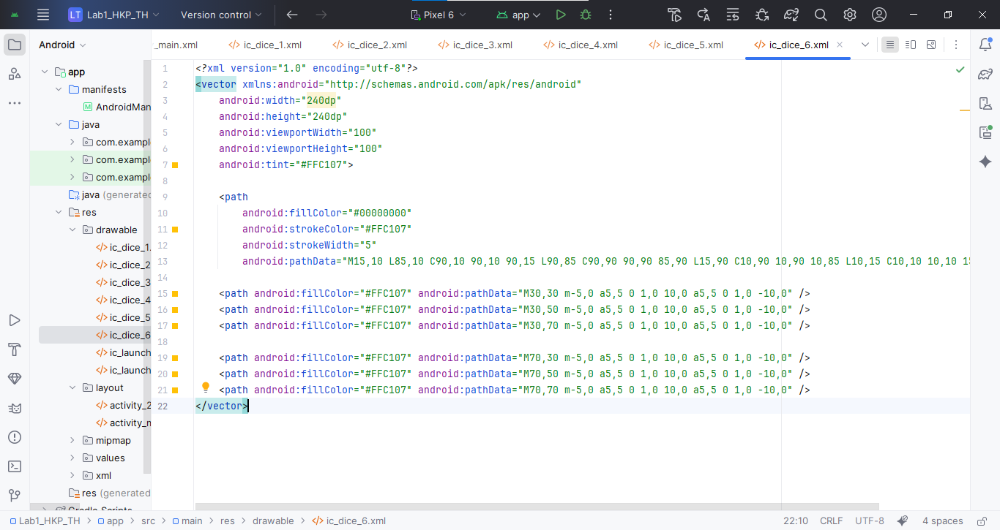 LT Lab1_HKP_TH Version control Pixel 6 app
Android
_main.xml ic_dice_1.xml ic_dice_2.xml ic_dice_3.xml ic_dice_4.xml ic_dice_5.xml ic_dice_6.xml
app
manifests
AndroidMan
java
com.exampl
com.exampl
com.exampl
java (generated
res
drawable
ic_dice_1.
ic_dice_2
ic_dice_3
ic_dice_4
ic_dice_5
ic_dice_6
ic_launch
ic_launch
layout
activity_2
activity_m
mipmap
values
xml
res (generated
Gradle Scripts
1 <?xml version="1.0" encoding="utf-8"?>
2 <vector xmlns:android="http://schemas.android.com/apk/res/android"
3 android:width="240dp"
4 android:height="240dp"
5 android:viewportWidth="100"
6 android:viewportHeight="100"
7 android:tint="#FFC107">
8
9 <path
10 android:fillColor="#00000000"
11 android:strokeColor="#FFC107"
12 android:strokeWidth="5"
13 android:pathData="M15,10 L85,10 C90,10 90,10 90,15 L90,85 C90,90 90,90 85,90 L15,90 C10,90 10,90 10,85 L10,15 C10,10 10,10 15
14
15 <path android:fillColor="#FFC107" android:pathData="M30,30 m-5,0 a5,5 0 1,0 10,0 a5,5 0 1,0 -10,0" />
16 <path android:fillColor="#FFC107" android:pathData="M30,50 m-5,0 a5,5 0 1,0 10,0 a5,5 0 1,0 -10,0" />
17 <path android:fillColor="#FFC107" android:pathData="M30,70 m-5,0 a5,5 0 1,0 10,0 a5,5 0 1,0 -10,0" />
18
19 <path android:fillColor="#FFC107" android:pathData="M70,30 m-5,0 a5,5 0 1,0 10,0 a5,5 0 1,0 -10,0" />
20 <path android:fillColor="#FFC107" android:pathData="M70,50 m-5,0 a5,5 0 1,0 10,0 a5,5 0 1,0 -10,0" />
21 <path android:fillColor="#FFC107" android:pathData="M70,70 m-5,0 a5,5 0 1,0 10,0 a5,5 0 1,0 -10,0" />
22 </vector>
Lab1_HKP_TH > app > src > main > res > drawable > ic_dice_6.xml 22:10 CRLF UTF-8 4 spaces